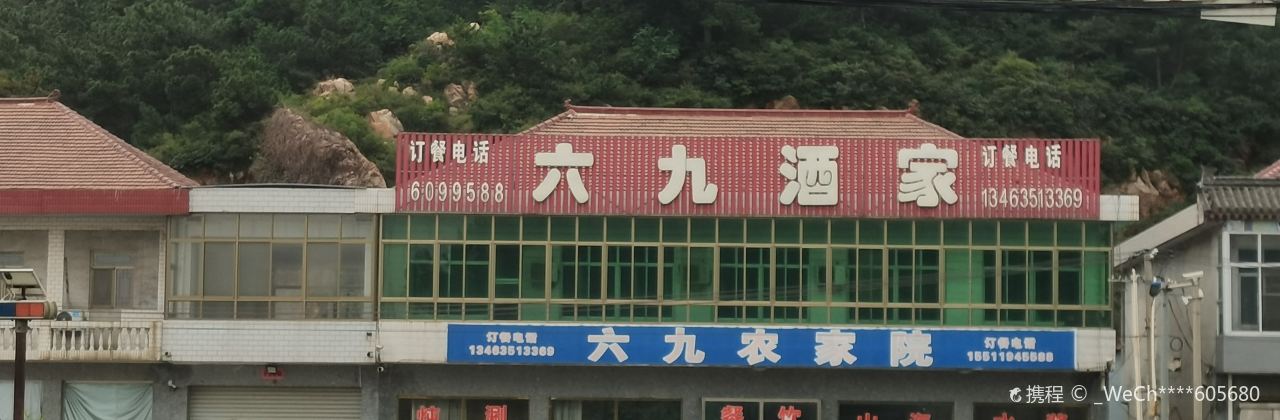 订餐电话 六九酒家 订餐电话
6099588 13463513369
订餐电话 六九农家院 订餐电话
13463513369 15511945588
携程 © _WeCh****605680